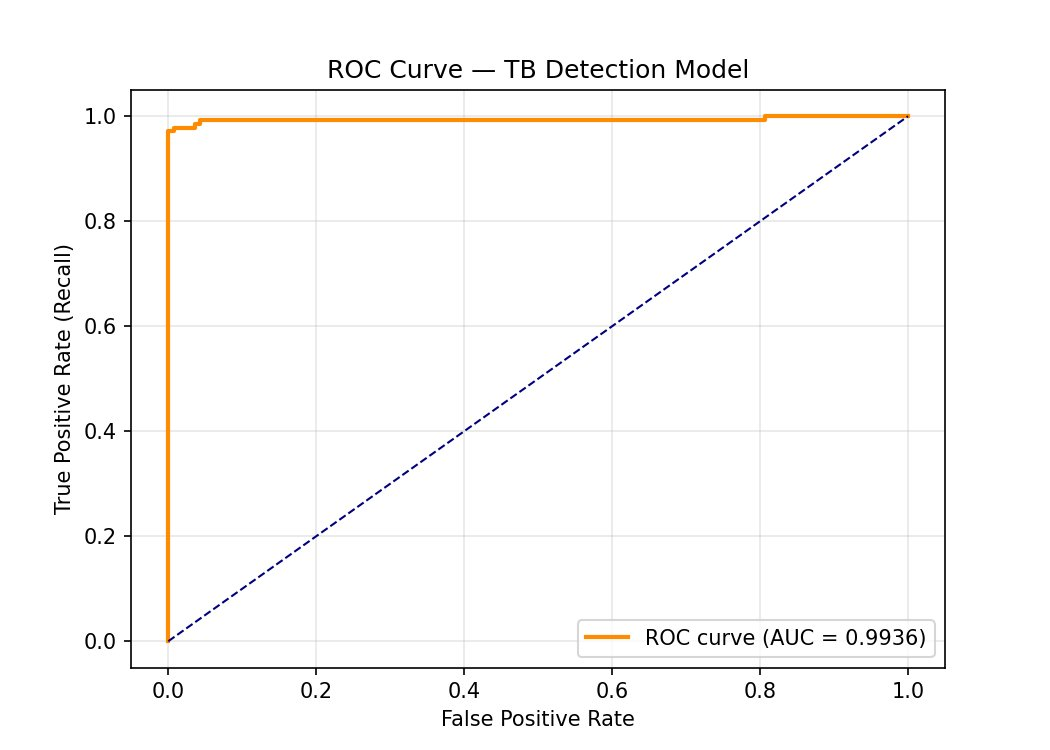 ROC Curve — TB Detection Model
1.0
0.8
0.6
0.4
0.2
0.0
True Positive Rate (Recall)
ROC curve (AUC = 0.9936)
0.0 0.2 0.4 0.6 0.8 1.0
False Positive Rate